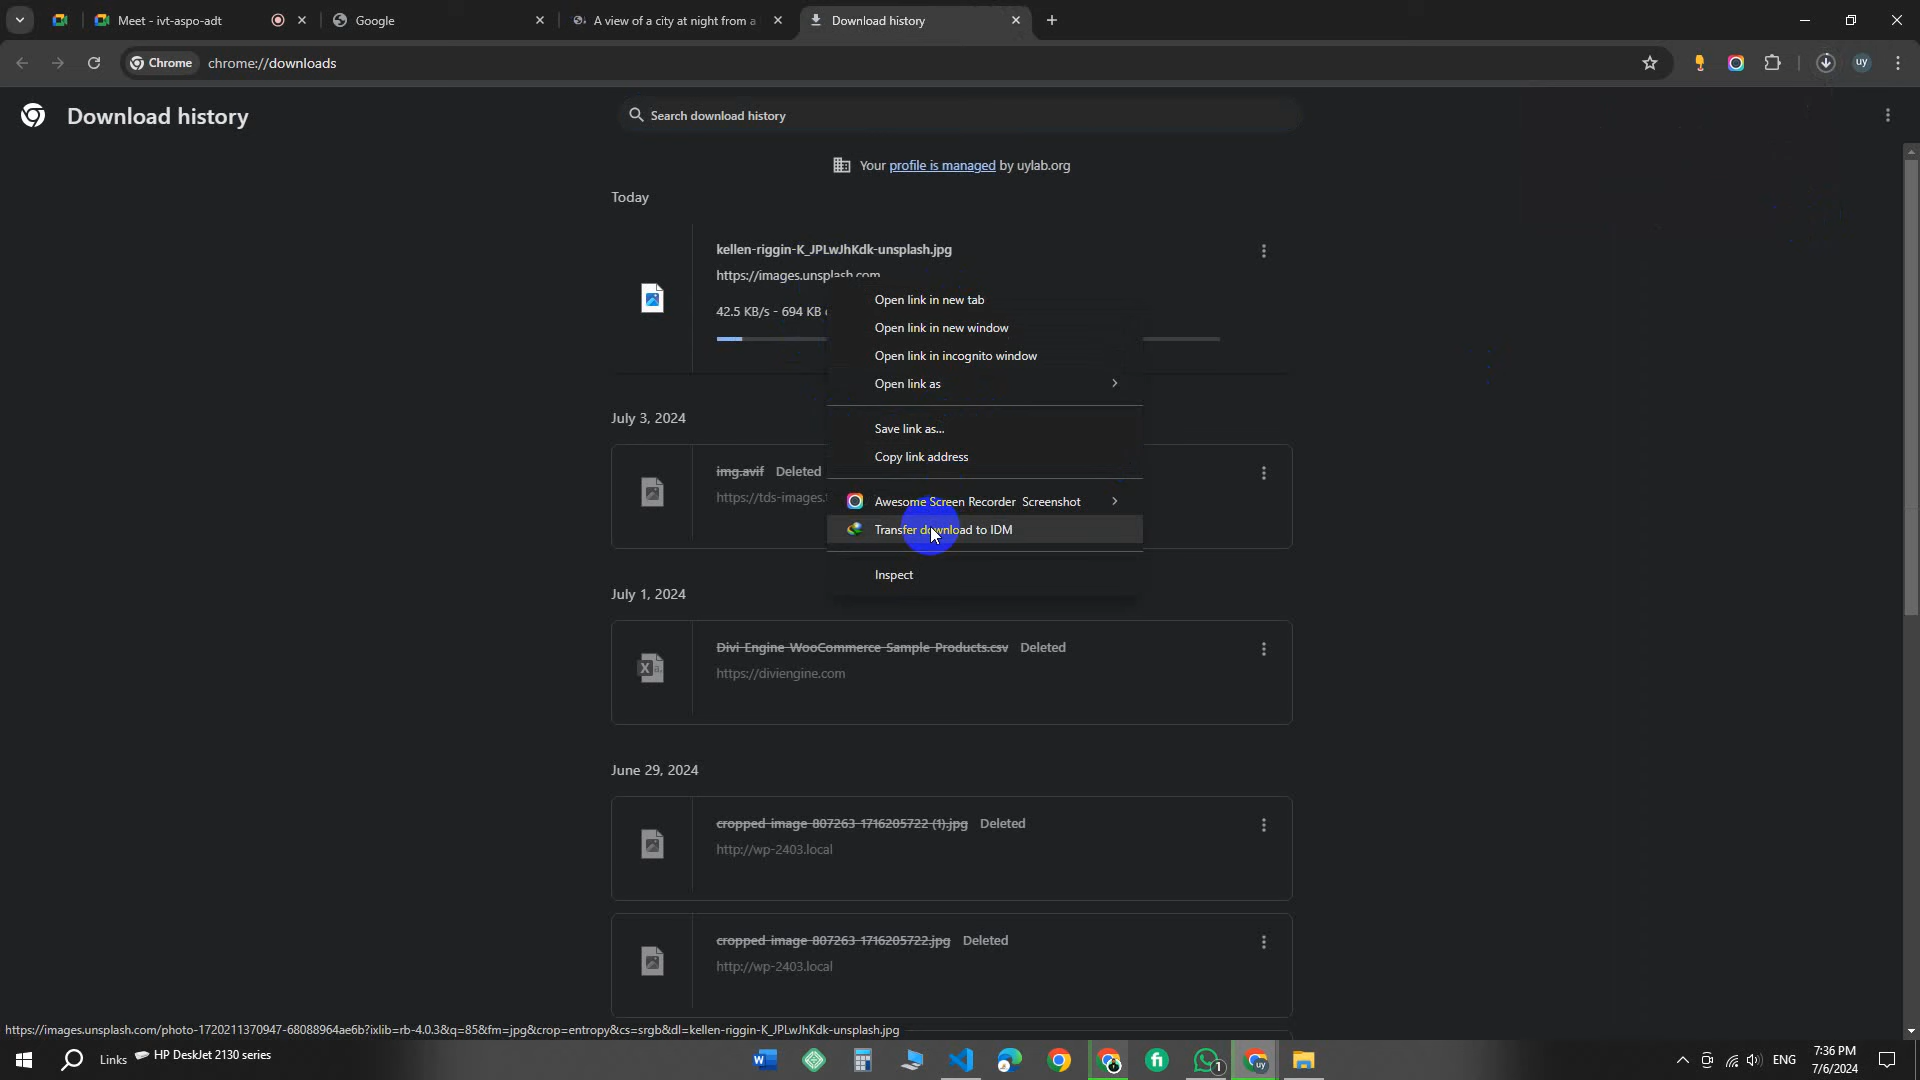 Meet - ivt-aspo-adt
Google
A view of a city at night from a
Download history
Chrome
chrome://downloads
uy
Download history
Search download history
Your profile is managed by uylab.org
Today
kellen-riggin-K_JPLwJhKdk-unsplash.jpg
https://images.unsplash.com
42.5 KB/s - 694 KB
Open link in new tab
Open link in new window
Open link in incognito window
Open link as
Save link as...
Copy link address
Awesome Screen Recorder Screenshot
Transfer download to IDM
Inspect
July 3, 2024
img.avif Deleted
https://tds-images.
July 1, 2024
Divi-Engine-WooCommerce-Sample-Products.csv Deleted
https://diviengine.com
June 29, 2024
cropped-image-807263-1716205722 (1).jpg Deleted
http://wp-2403.local
cropped-image-807263-1716205722.jpg Deleted
http://wp-2403.local
https://images.unsplash.com/photo-1720211370947-68088964ae6b?ixlib=rb-4.0.3&q=85&fm=jpg&crop=entropy&cs=srgb&dl=kellen-riggin-K_JPLwJhKdk-unsplash.jpg
Links
HP DeskJet 2130 series
1
ENG
7:36 PM
7/6/2024